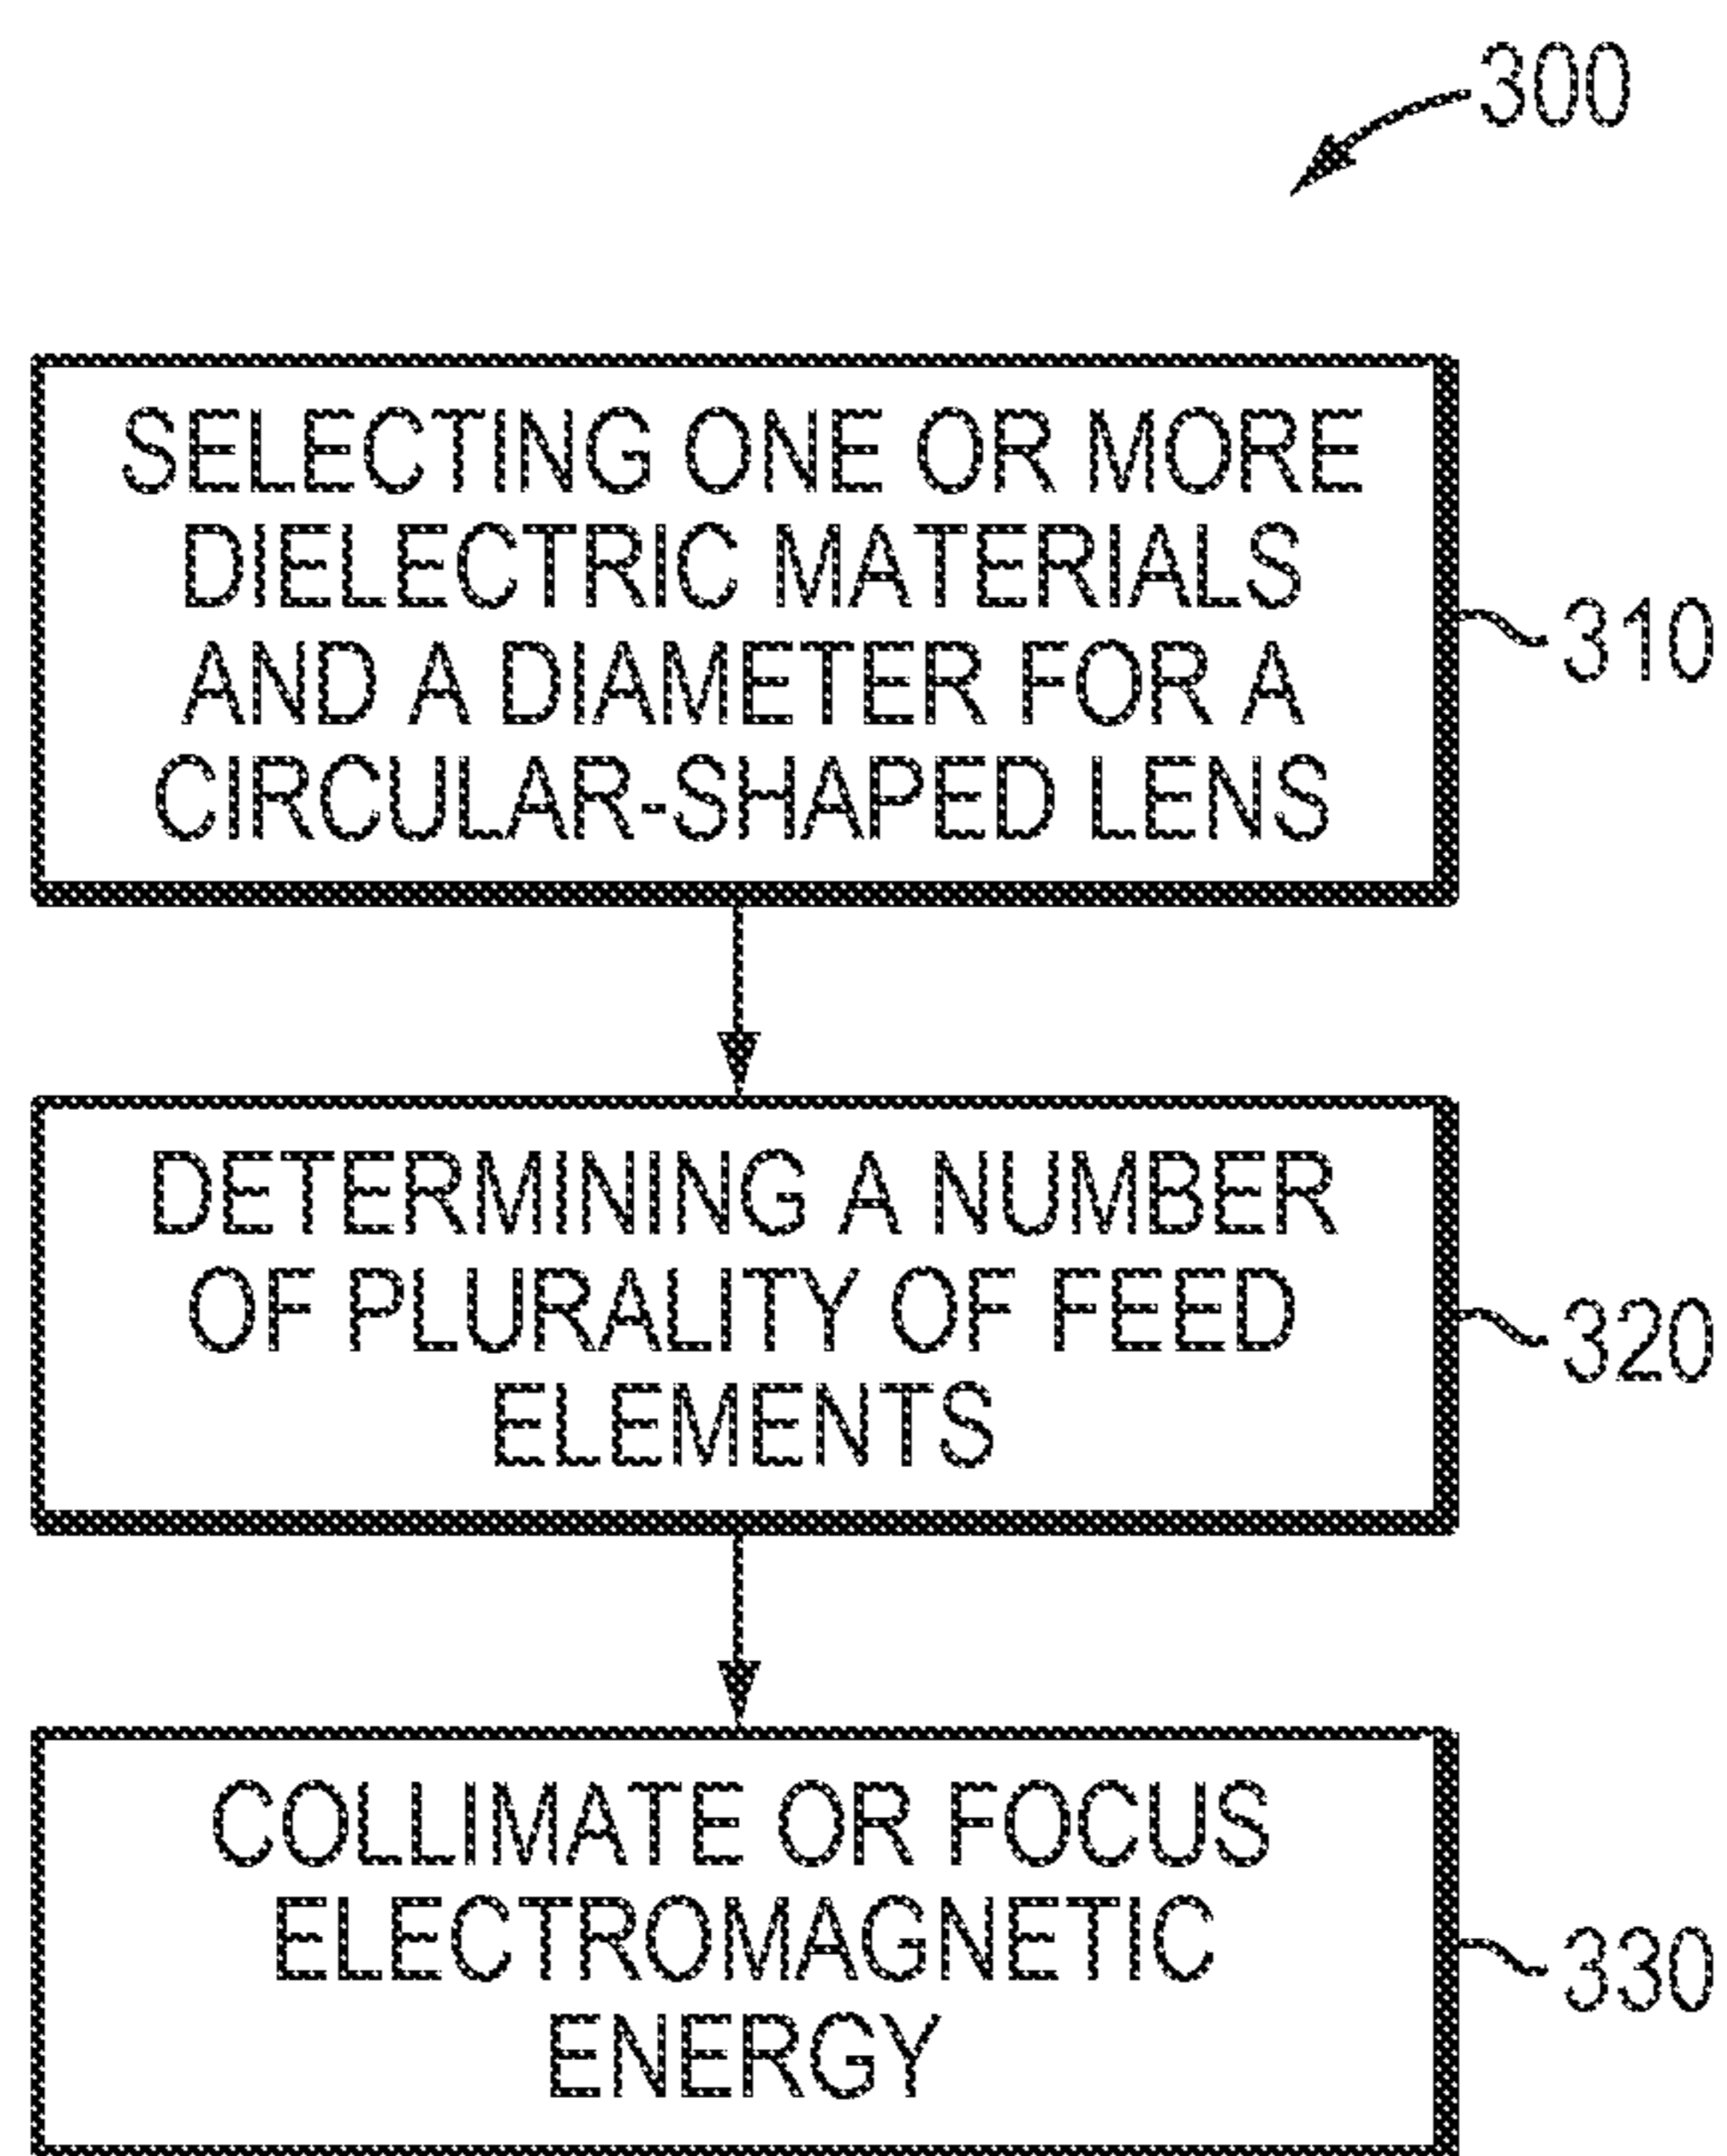 300
SELECTING ONE OR MORE
DIELECTRIC MATERIALS
AND A DIAMETER FOR A
CIRCULAR-SHAPED LENS
310
DETERMINING A NUMBER
OF PLURALITY OF FEED
ELEMENTS
320
COLLIMATE OR FOCUS
ELECTROMAGNETIC
ENERGY
330